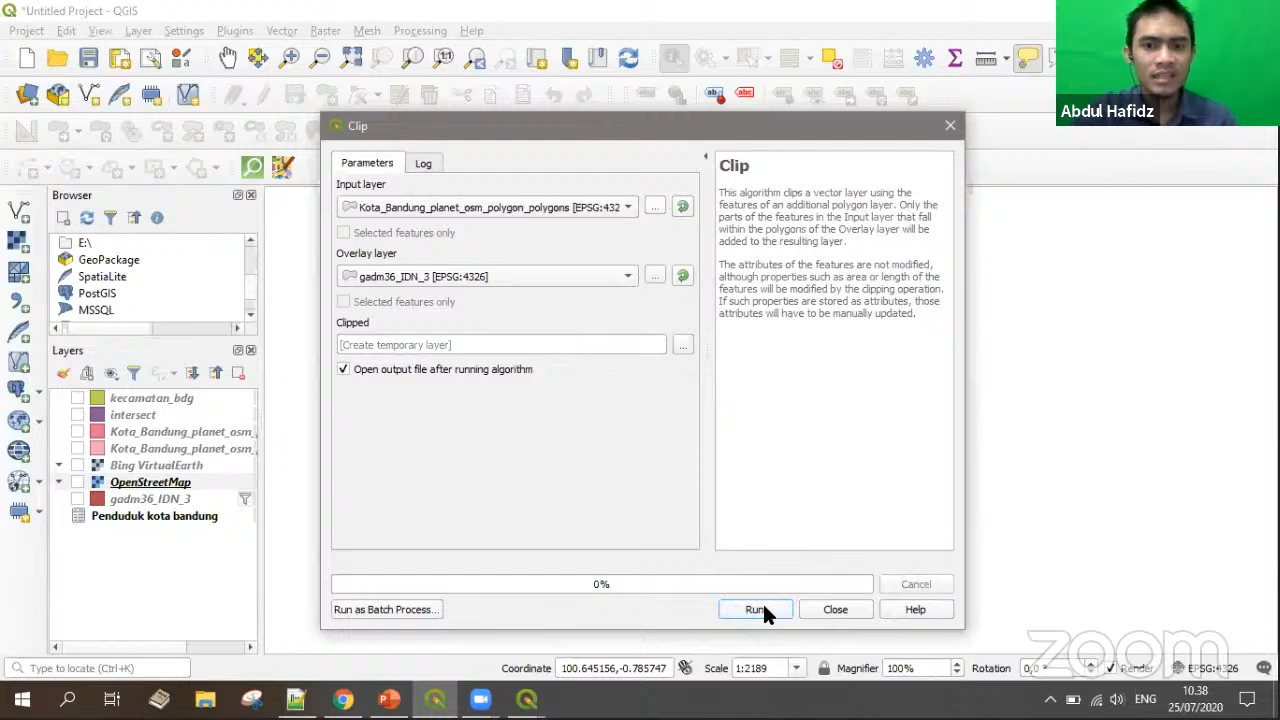 *Untitled Project - QGIS
Project Edit View Layer Settings Plugins Vector Raster Mesh Processing Help
Abdul Hafidz
Clip
Parameters Log
Input layer
Kota_Bandung_planet_osm_polygon_polygons [EPSG:432
Selected features only
Overlay layer
gadm36_IDN_3 [EPSG:4326]
Selected features only
Clipped
[Create temporary layer]
...
Open output file after running algorithm
Clip
This algorithm clips a vector layer using the
features of an additional polygon layer. Only the
parts of the features in the Input layer that fall
within the polygons of the Overlay layer will be
added to the resulting layer.
The attributes of the features are not modified,
although properties such as area or length of the
features will be modified by the clipping operation.
If such properties are stored as attributes, those
attributes will have to be manually updated.
0%
Cancel
Run as Batch Process...
Run
Close
Help
Browser
E:\
GeoPackage
SpatiaLite
PostGIS
MSSQL
Layers
kecamatan_bdg
intersect
Kota_Bandung_planet_osm_
Kota_Bandung_planet_osm_
Bing VirtualEarth
OpenStreetMap
gadm36_IDN_3
Penduduk kota bandung
zoom
Type to locate (Ctrl+K)
Coordinate 100.645156,-0.785747 Scale 1:2189 Magnifier 100% Rotation 0,0 ° Render EPSG:4326
ENG
10.38
25/07/2020